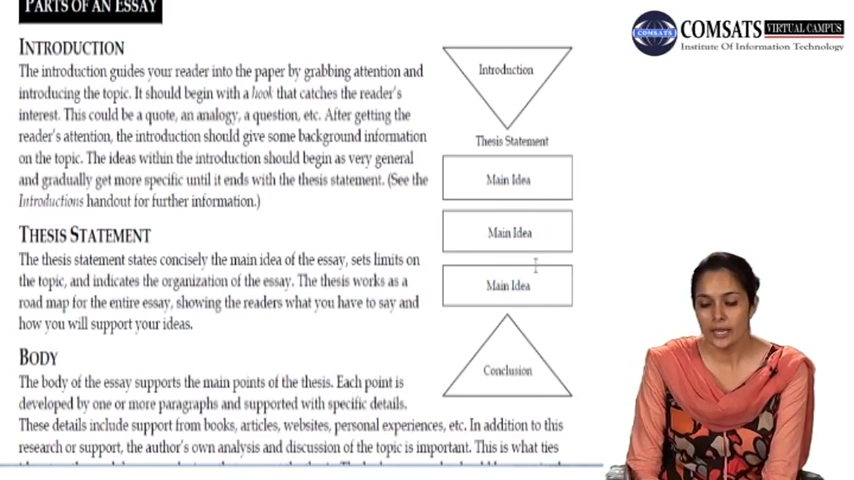 PARTS OF AN ESSAY
INTRODUCTION
The introduction guides your reader into the paper by grabbing attention and
introducing the topic. It should begin with a hook that catches the reader's
interest. This could be a quote, an analogy, a question, etc. After getting the
reader's attention, the introduction should give some background information
on the topic. The ideas within the introduction should begin as very general
and gradually get more specific until it ends with the thesis statement. (See the
Introductions handout for further information.)
THESIS STATEMENT
The thesis statement states concisely the main idea of the essay, sets limits on
the topic, and indicates the organization of the essay. The thesis works as a
road map for the entire essay, showing the readers what you have to say and
how you will support your ideas.
BODY
The body of the essay supports the main points of the thesis. Each point is
developed by one or more paragraphs and supported with specific details.
These details include support from books, articles, websites, personal experiences, etc. In addition to this
research or support, the author's own analysis and discussion of the topic is important. This is what ties
Introduction
Thesis Statement
Main Idea
Main Idea
Main Idea
Conclusion
COMSATS
COMSATS VIRTUAL CAMPUS
Institute Of Information Technology